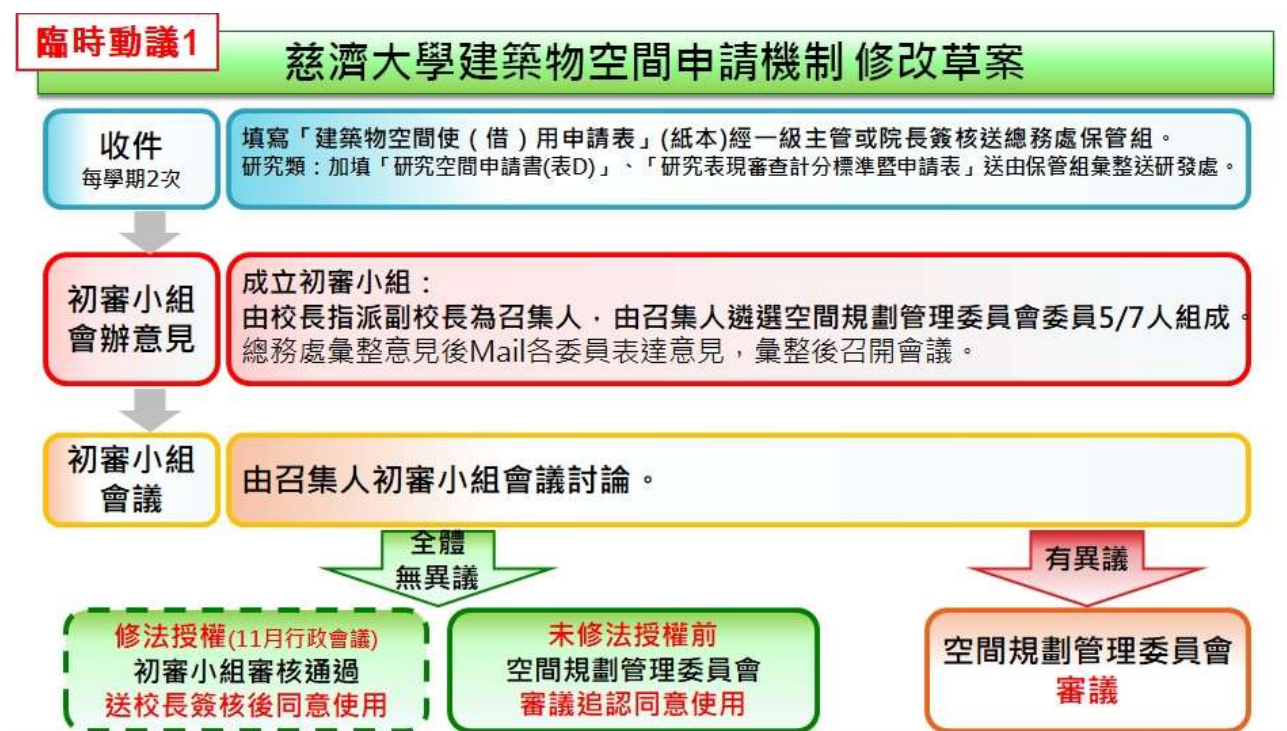 臨時動議1
慈濟大學建築物空間申請機制 修改草案
收件
每學期2次
填寫「建築物空間使（借）用申請表」(紙本)經一級主管或院長簽核送總務處保管組。
研究類：加填「研究空間申請書(表D)」、「研究表現審查計分標準暨申請表」送由保管組彙整送研發處。
初審小組
會辦意見
成立初審小組：
由校長指派副校長為召集人，由召集人遴選空間規劃管理委員會委員5/7人組成。
總務處彙整意見後Mail各委員表達意見，彙整後召開會議。
初審小組
會議
由召集人初審小組會議討論。
全體
無異議
有異議
修法授權(11月行政會議)
初審小組審核通過
送校長簽核後同意使用
未修法授權前
空間規劃管理委員會
審議追認同意使用
空間規劃管理委員會
審議